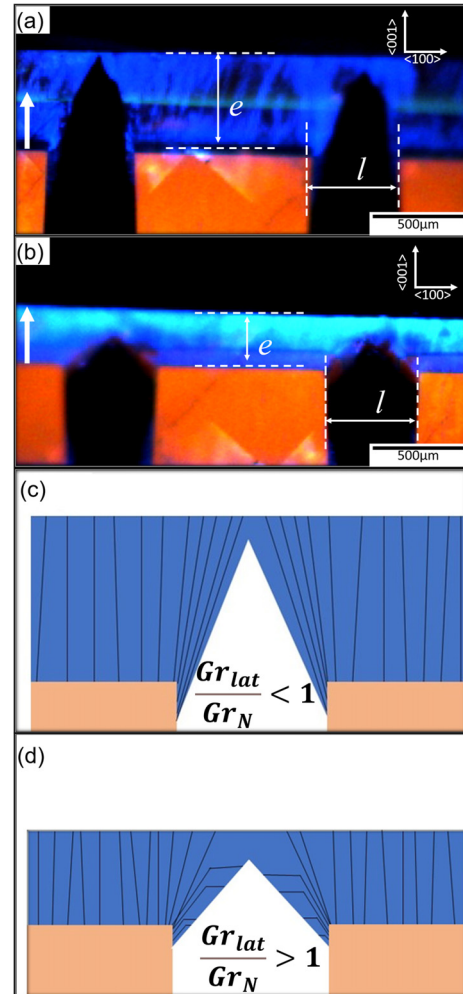 (a)
<001>
<100>
e
l
500µm
(b)
<001>
<100>
e
l
500µm
(c)
Gr_lat
Gr_N < 1
(d)
Gr_lat
Gr_N > 1